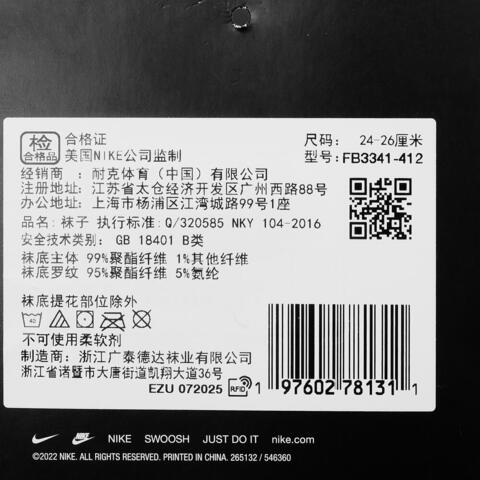 检 合格证
合格品 美国NIKE公司监制
尺码: 24-26厘米
型号: FB3341-412
经销商: 耐克体育（中国）有限公司
注册地址: 江苏省太仓经济开发区广州西路88号
办公地址: 上海市杨浦区江湾城路99号1座
品名: 袜子 执行标准: Q/320585 NKY 104-2016
安全技术类别: GB 18401 B类
袜底主体 99%聚酯纤维 1%其他纤维
袜底罗纹 95%聚酯纤维 5%氨纶
袜底提花部位除外
40
不可使用柔软剂
制造商: 浙江广泰德达袜业有限公司
浙江省诸暨市大唐街道凯翔大道36号
EZU 072025 RFID
1 97602 78131 1
NIKE SWOOSH JUST DO IT nike.com
©2022 NIKE. ALL RIGHTS RESERVED. PRINTED IN CHINA. 265132 / 546360